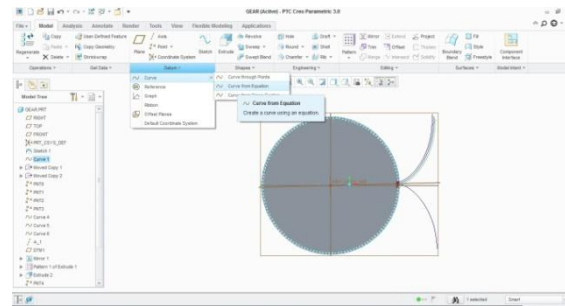 GEAR (Active) - PTC Creo Parametric 3.0
File Model Analysis Annotate Render Tools View Flexible Modeling Applications
Regenerate
Copy
Paste
Delete
User-Defined Feature
Copy Geometry
Shrinkwrap
Plane
Axis
Point
Coordinate System
Sketch
Extrude
Revolve
Sweep
Swept Blend
Hole
Round
Chamfer
Draft
Shell
Rib
Pattern
Mirror
Trim
Merge
Extend
Offset
Intersect
Project
Thicken
Solidify
Boundary Blend
Fill
Style
Freestyle
Component Interface
Operations Get Data Datum Shapes Engineering Editing Surfaces Model Intent
Curve
Reference
Graph
Ribbon
Offset Planes
Default Coordinate System
Curve through Points
Curve from Equation
Curve from Equation
Create a curve using an equation.
Model Tree
GEAR.PRT
RIGHT
TOP
FRONT
PRT_CSYS_DEF
Sketch 1
Curve 1
Moved Copy 1
Moved Copy 2
PNT0
PNT1
PNT2
PNT3
Curve 4
Curve 5
Curve 6
A_1
DTM1
Mirror 1
Pattern 1 of Extrude 1
Extrude 2
PNT4
1 selected
Smart